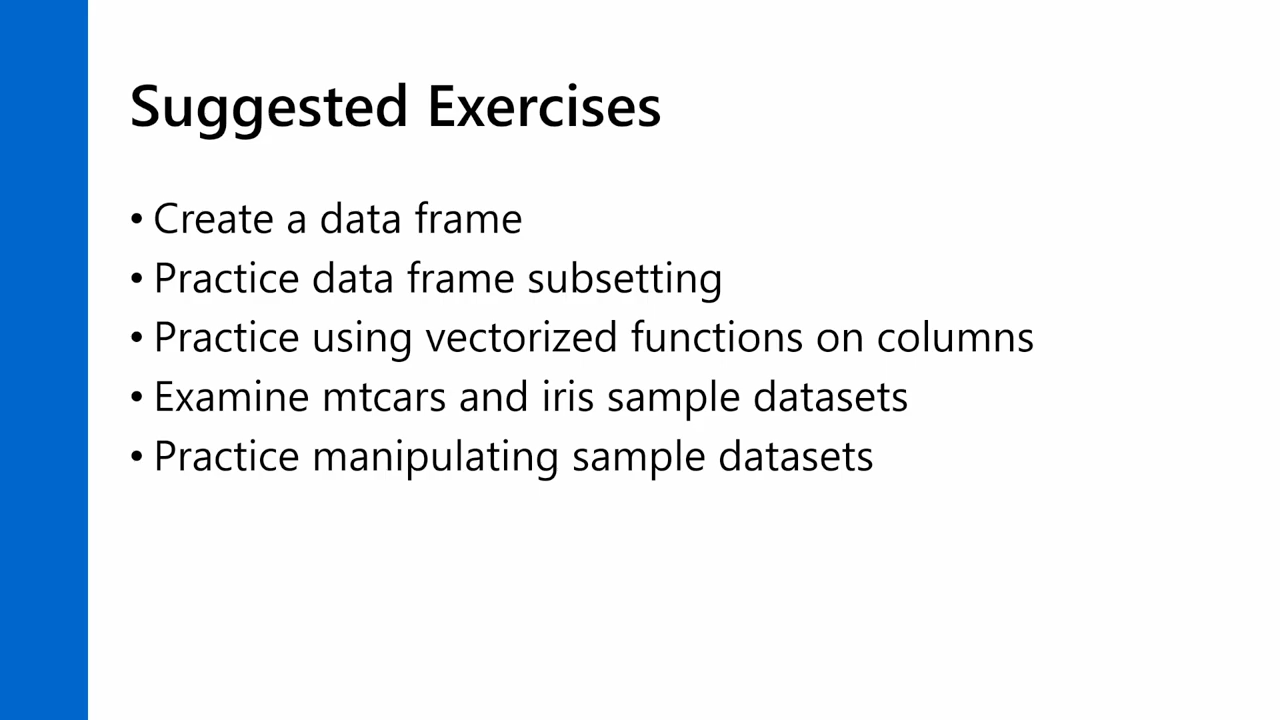 Suggested Exercises
• Create a data frame
• Practice data frame subsetting
• Practice using vectorized functions on columns
• Examine mtcars and iris sample datasets
• Practice manipulating sample datasets